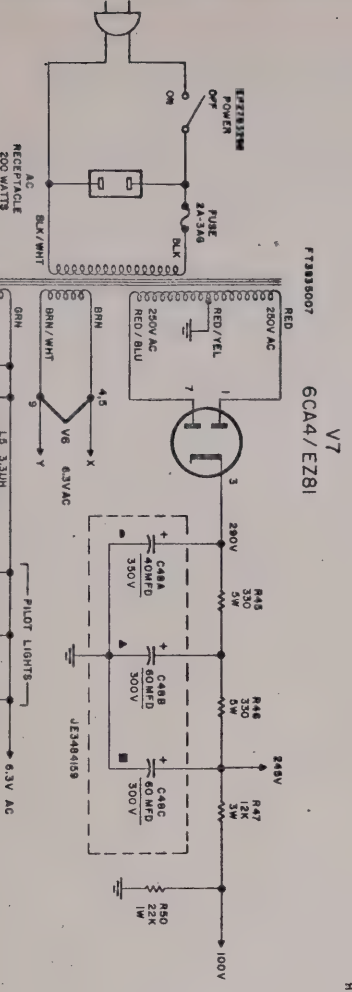 V7
6CA4/EZ81
FT3935007
POWER
OFF
ON
FUSE
2A-3AG
BLK
AC
RECEPTACLE
200 WATTS
BLK/WHT
RED
250V AC
RED/YEL
250V AC
RED/BLU
1
7
3
290V
R45
330
5W
R46
330
5W
245V
R47
12K
3W
100V
R50
22K
1W
C48A
40MFD
350V
C48B
60MFD
300V
C48C
60 MFD
300V
JE3484159
BRN
4,5
X
V6
6.3VAC
9
Y
BRN/WHT
GRN
L5 3.3UH
PILOT LIGHTS
6.3V AC
H